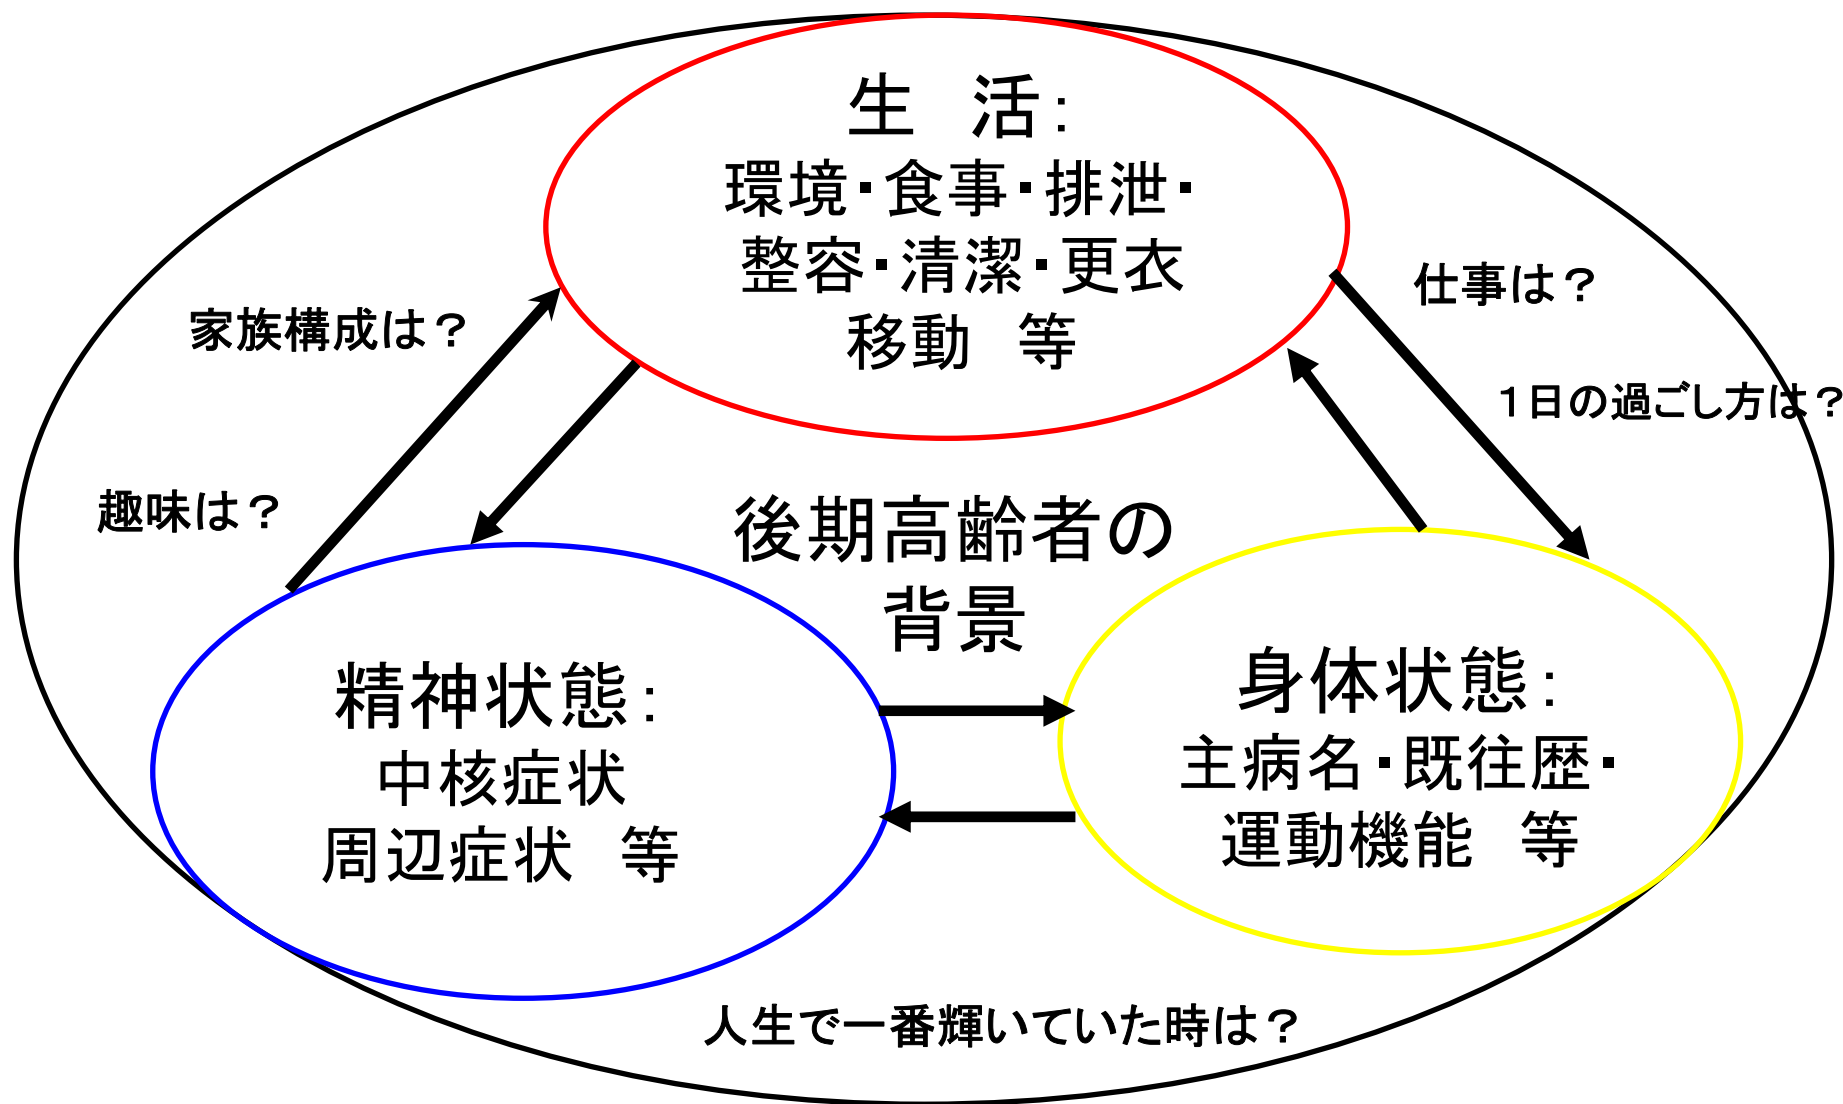 生　活：
環境・食事・排泄・
整容・清潔・更衣
移動　等
家族構成は？
仕事は？
１日の過ごし方は？
趣味は？
後期高齢者の
背景
精神状態：
中核症状
周辺症状　等
身体状態：
主病名・既往歴・
運動機能　等
人生で一番輝いていた時は？